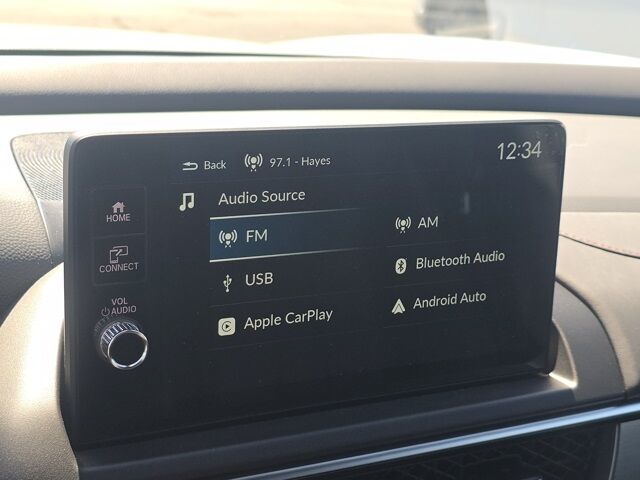 Back 97.1 - Hayes 12:34
Audio Source
HOME
FM AM
CONNECT
USB Bluetooth Audio
VOL
AUDIO
Apple CarPlay Android Auto